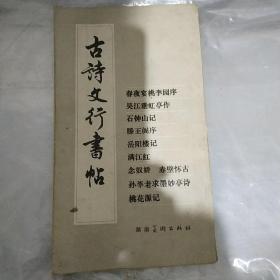 古詩文行書帖
春夜宴桃李园序
吴江垂虹亭作
石钟山记
滕王阁序
岳阳楼记
满江红
念奴娇 赤壁怀古
孙莘老求墨妙亭诗
桃花源记
湖南美术出版社